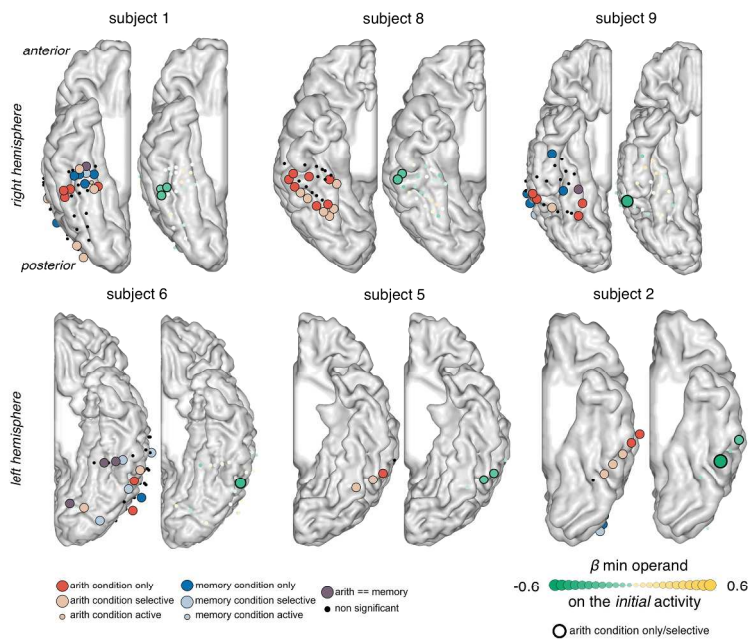 subject 1
subject 8
subject 9
anterior
right hemisphere
posterior
subject 6
subject 5
subject 2
left hemisphere
arith condition only
arith condition selective
arith condition active
memory condition only
memory condition selective
memory condition active
arith == memory
non significant
β min operand
-0.6 0.6
on the initial activity
arith condition only/selective